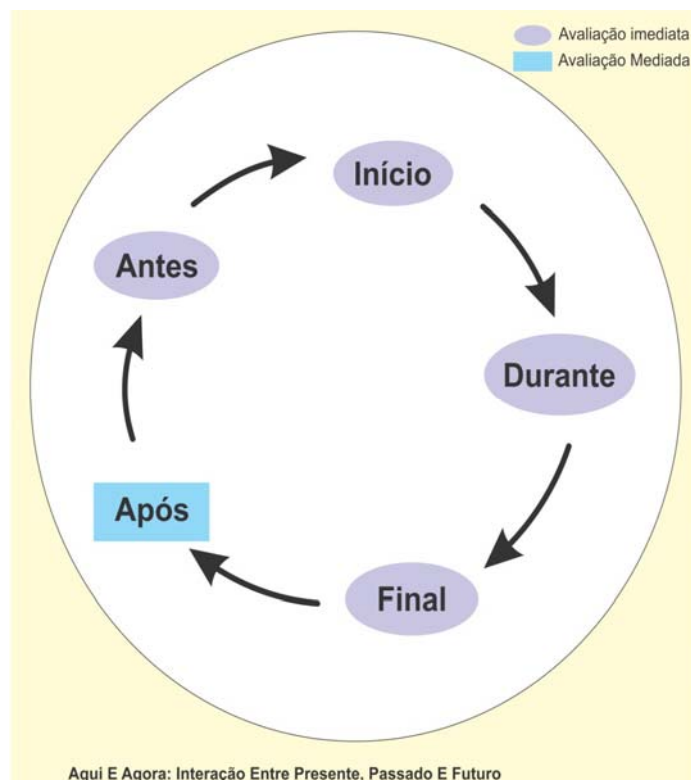 Avaliação imediata
Avaliação Mediada
Início
Antes
Durante
Após
Final
Aqui E Agora: Interação Entre Presente, Passado E Futuro